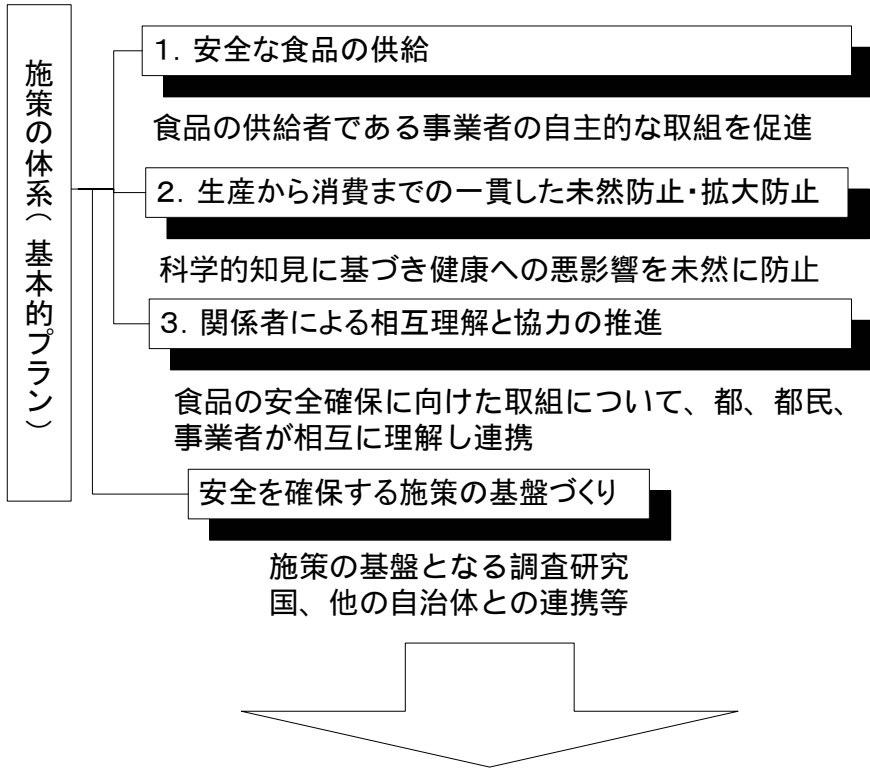 施策の体系(基本的プラン)
1．安全な食品の供給
食品の供給者である事業者の自主的な取組を促進
2．生産から消費までの一貫した未然防止・拡大防止
科学的知見に基づき健康への悪影響を未然に防止
3．関係者による相互理解と協力の推進
食品の安全確保に向けた取組について、都、都民、
事業者が相互に理解し連携
安全を確保する施策の基盤づくり
施策の基盤となる調査研究
国、他の自治体との連携等